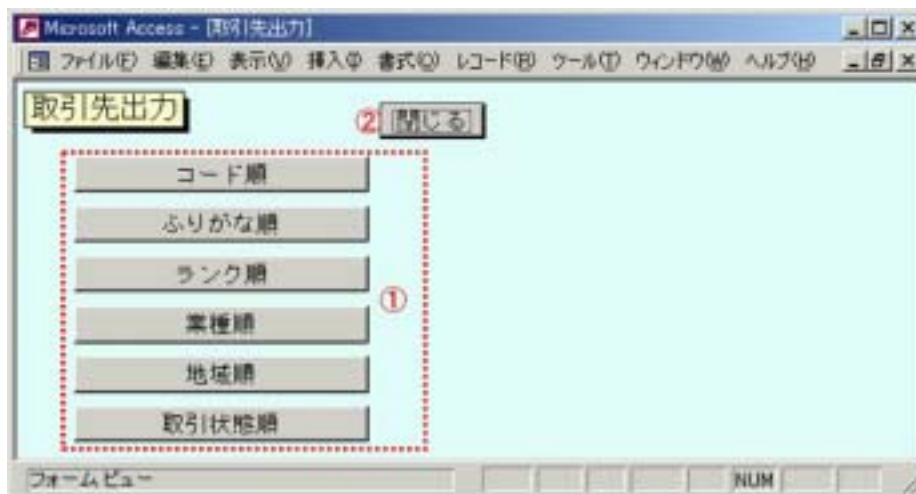 Microsoft Access - [取引先出力]
ファイル(F) 編集(E) 表示(V) 挿入(I) 書式(O) レコード(R) ツール(T) ウィンドウ(W) ヘルプ(H)
取引先出力
② 閉じる
コード順
ふりがな順
ランク順
①
業種順
地域順
取引状態順
フォーム ビュー
NUM